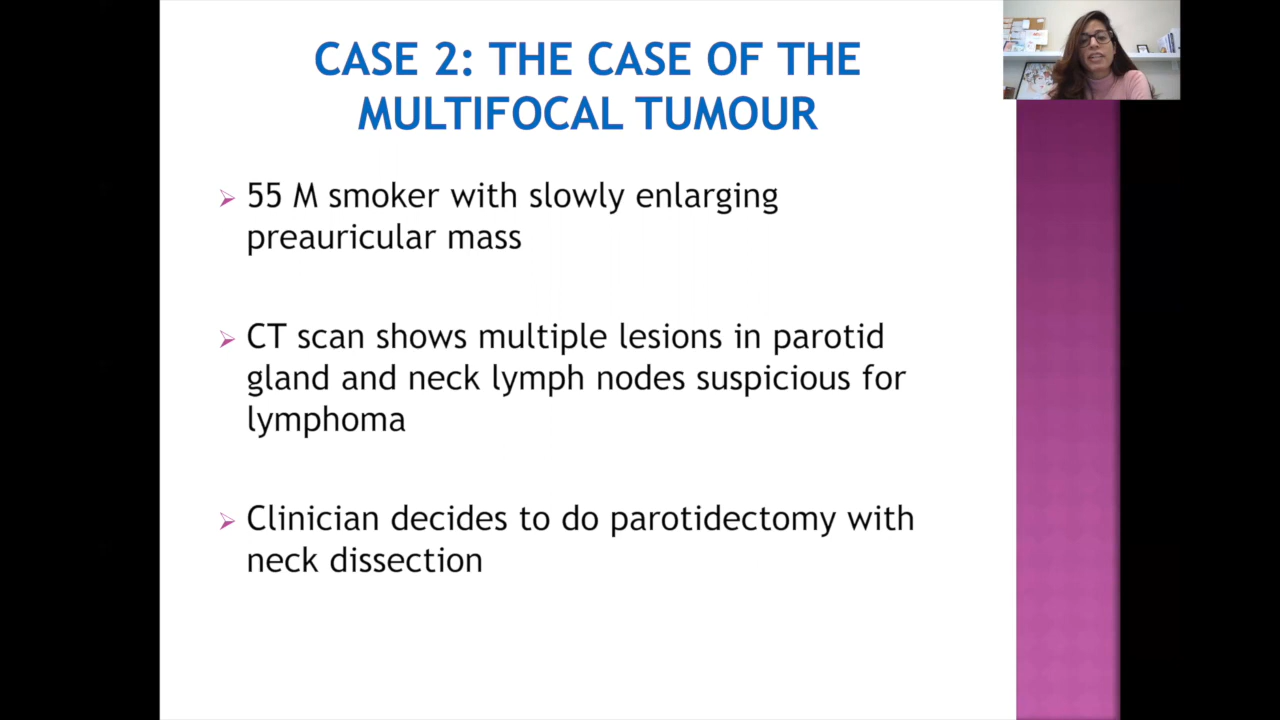 CASE 2: THE CASE OF THE
MULTIFOCAL TUMOUR
55 M smoker with slowly enlarging
preauricular mass
CT scan shows multiple lesions in parotid
gland and neck lymph nodes suspicious for
lymphoma
Clinician decides to do parotidectomy with
neck dissection